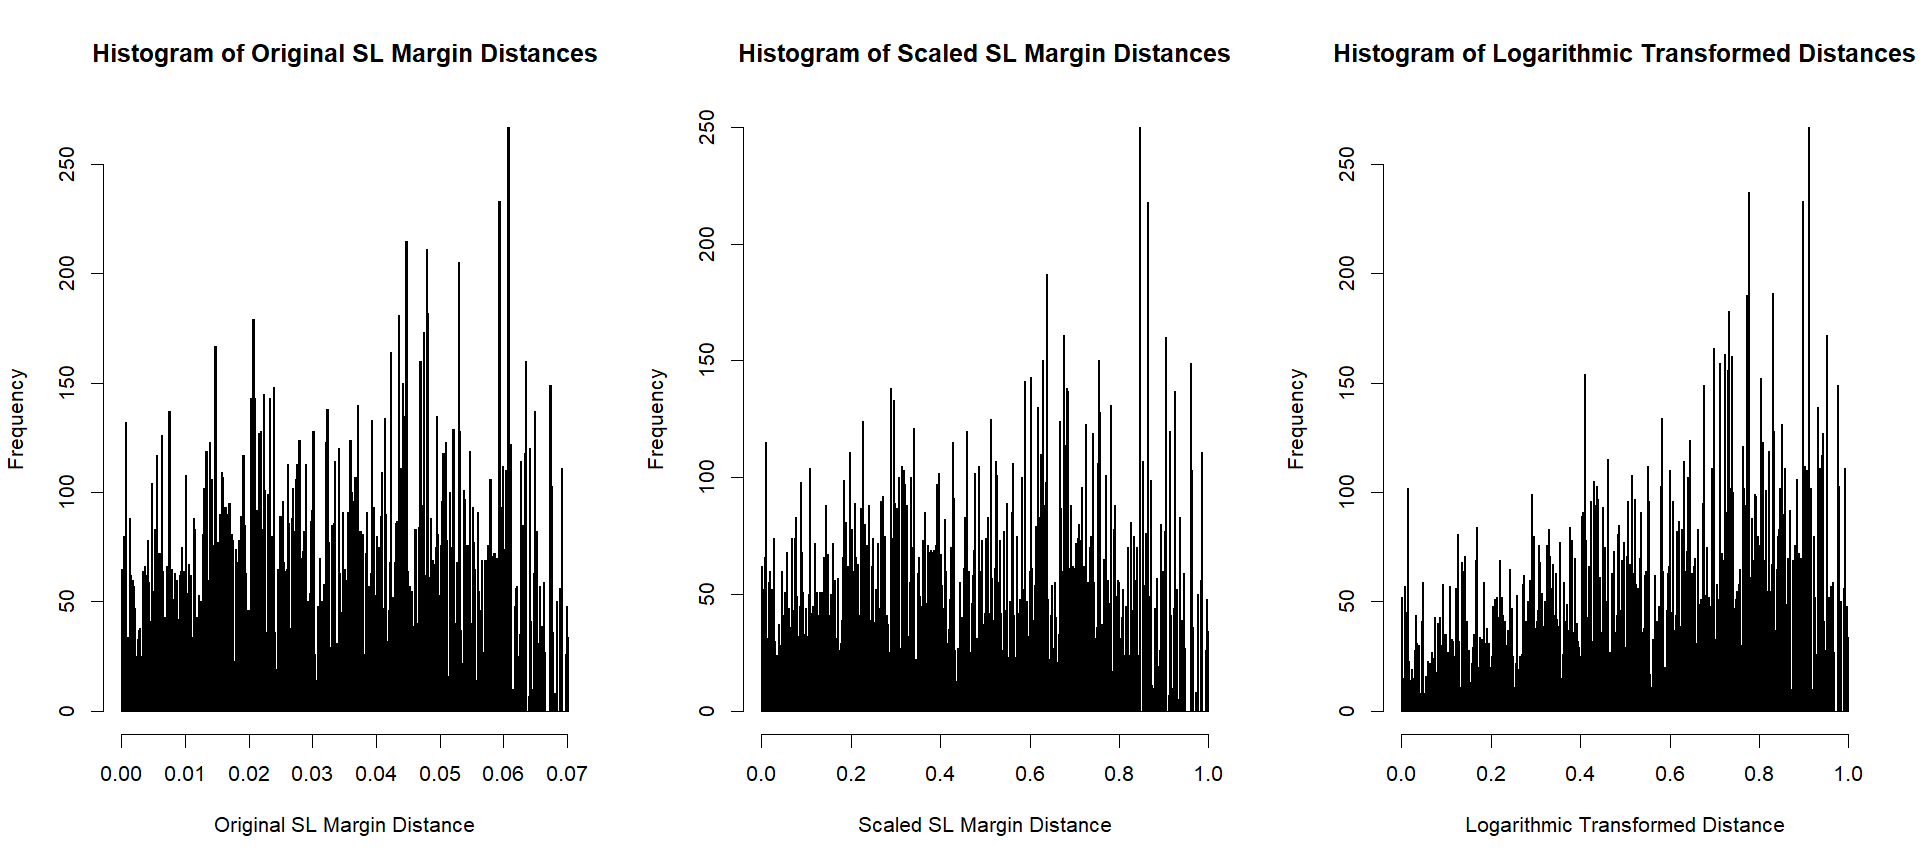 Histogram of Original SL Margin Distances
Frequency
250
200
150
100
50
0
0.00 0.01 0.02 0.03 0.04 0.05 0.06 0.07
Original SL Margin Distance
Histogram of Scaled SL Margin Distances
Frequency
250
200
150
100
50
0
0.0 0.2 0.4 0.6 0.8 1.0
Scaled SL Margin Distance
Histogram of Logarithmic Transformed Distances
Frequency
250
200
150
100
50
0
0.0 0.2 0.4 0.6 0.8 1.0
Logarithmic Transformed Distance